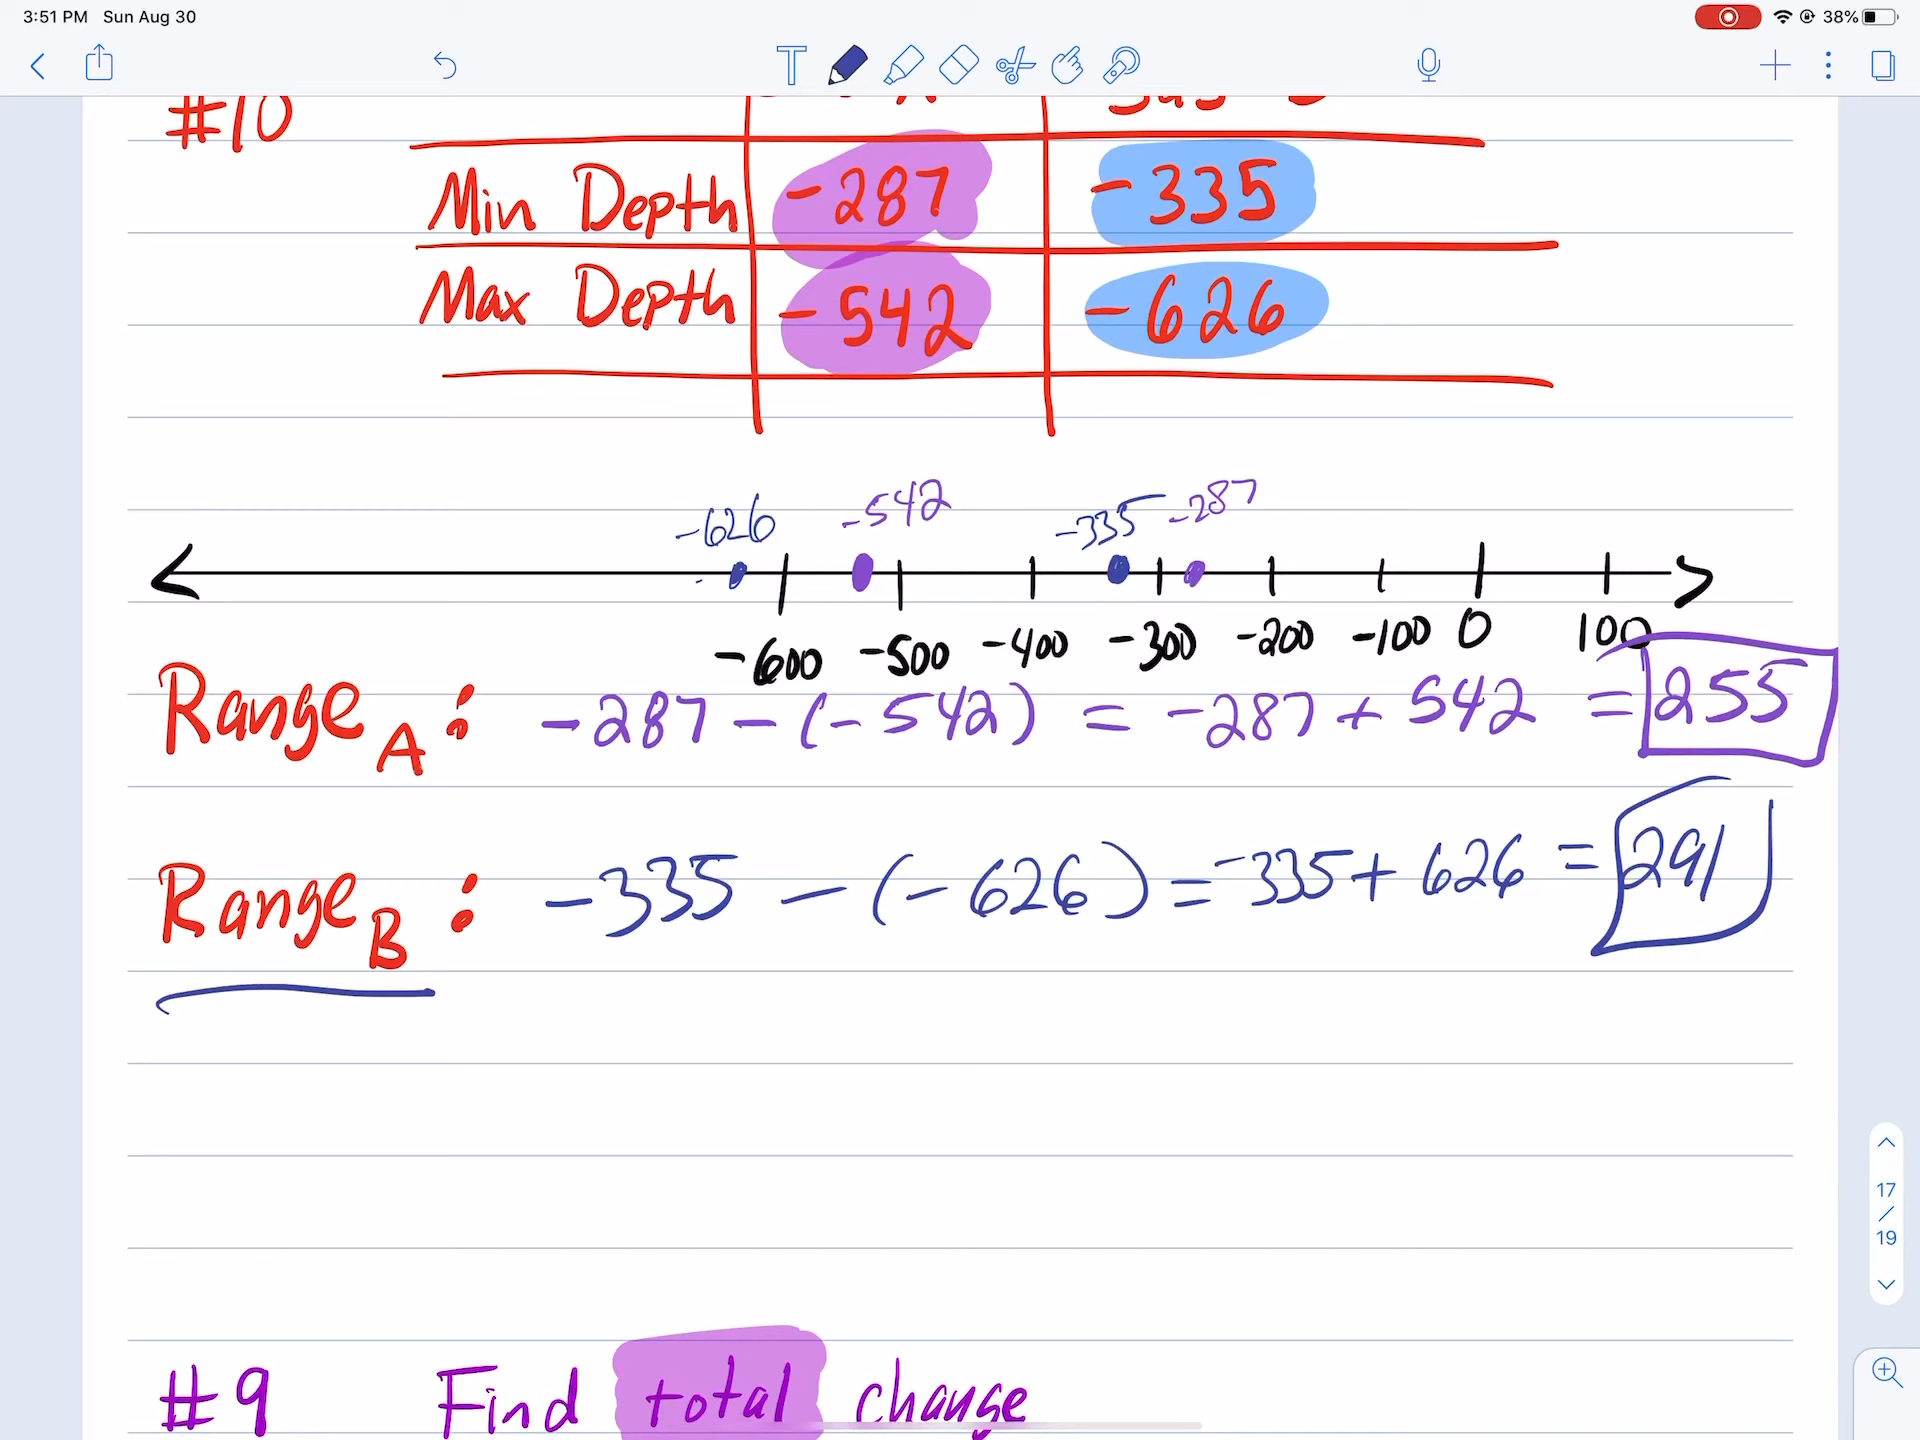 3:51 PM Sun Aug 30
38%
#10
Min Depth -287 -335
Max Depth -542 -626
-626 -542 -335 -287
-600 -500 -400 -300 -200 -100 0 100
Range A : -287 - (-542) = -287 + 542 = 255
Range B : -335 - (-626) = -335 + 626 = 291
17
/
19
#9 Find total change